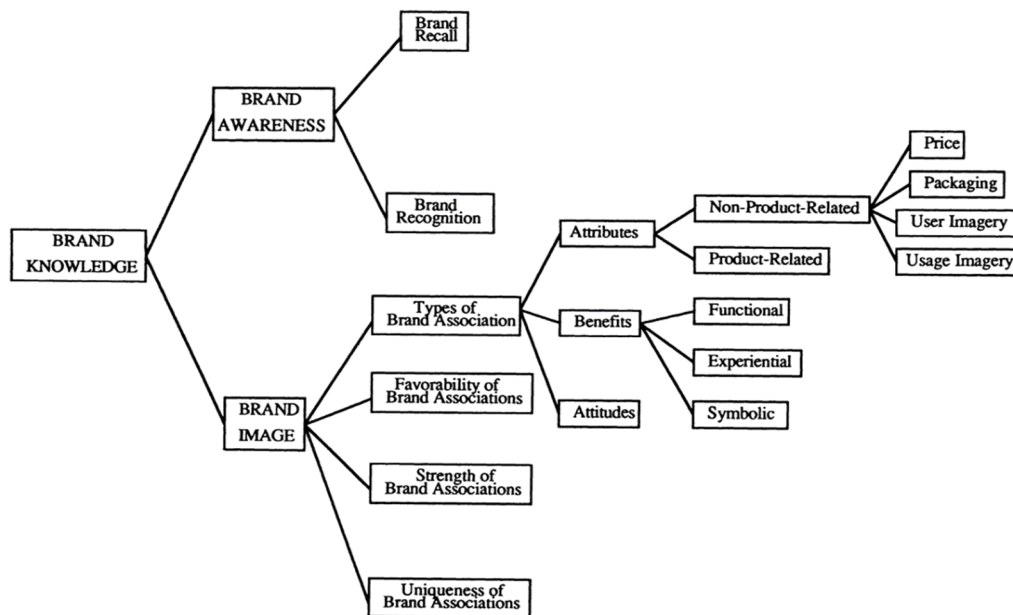 Brand
Recall
BRAND
AWARENESS
Brand
Recognition
BRAND
KNOWLEDGE
BRAND
IMAGE
Types of
Brand Association
Favorability of
Brand Associations
Strength of
Brand Associations
Uniqueness of
Brand Associations
Attributes
Benefits
Attitudes
Non-Product-Related
Product-Related
Functional
Experiential
Symbolic
Price
Packaging
User Imagery
Usage Imagery